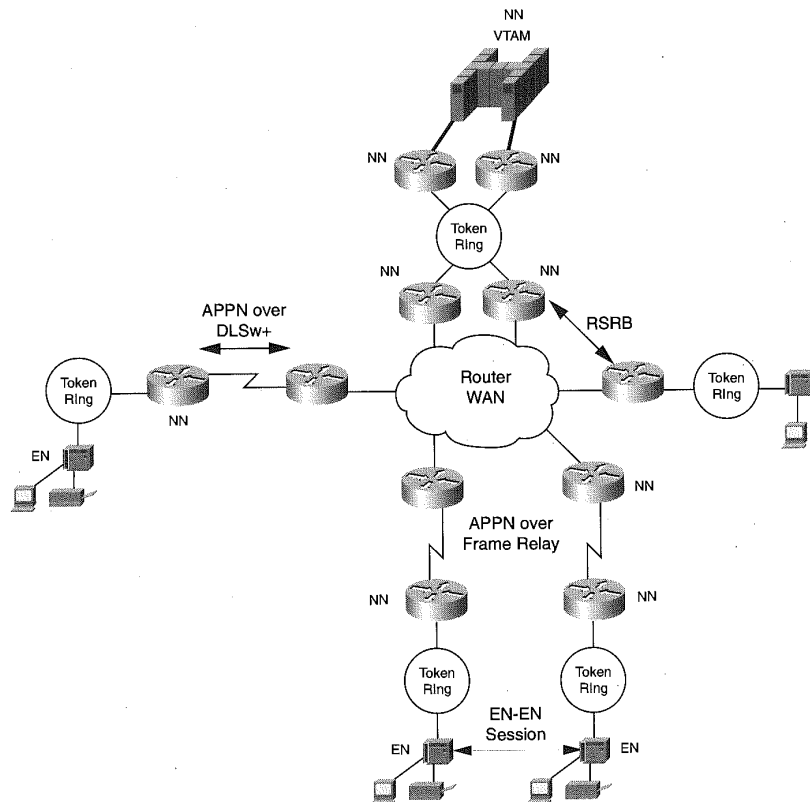 NN
VTAM
NN
NN
Token
Ring
NN
NN
APPN over
DLSw+
RSRB
Token
Ring
NN
Router
WAN
Token
Ring
EN
NN
APPN over
Frame Relay
NN
NN
Token
Ring
Token
Ring
EN-EN
Session
EN
EN